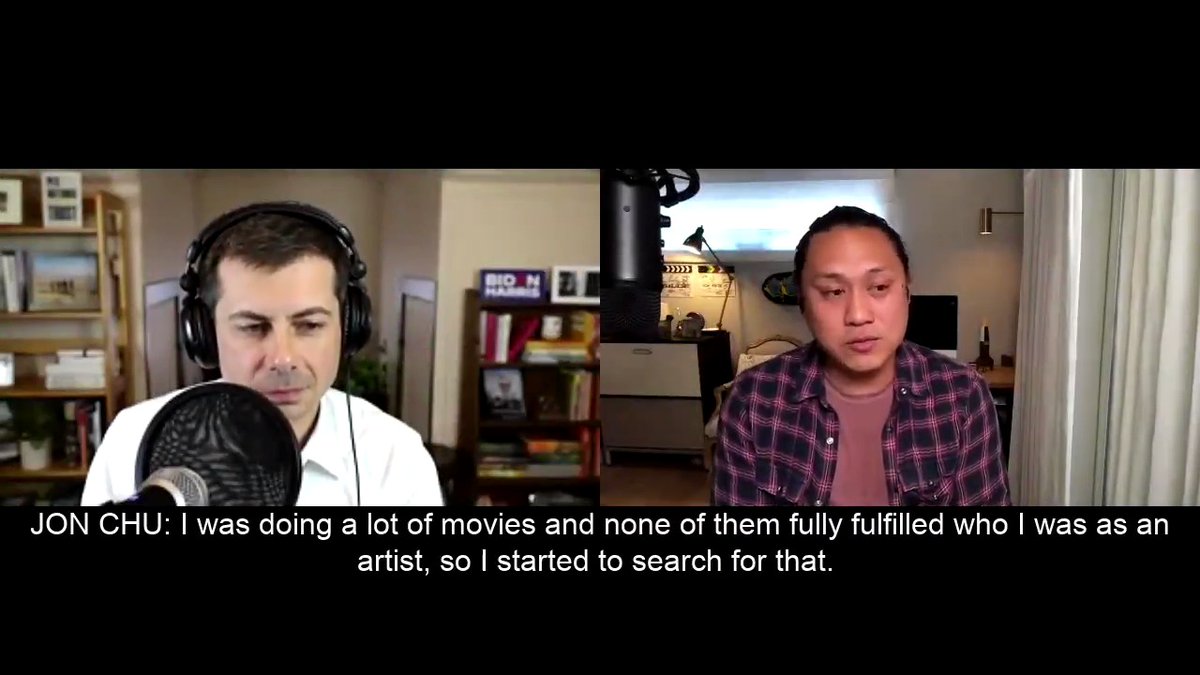 BIDEN
HARRIS
JON CHU: I was doing a lot of movies and none of them fully fulfilled who I was as an
artist, so I started to search for that.